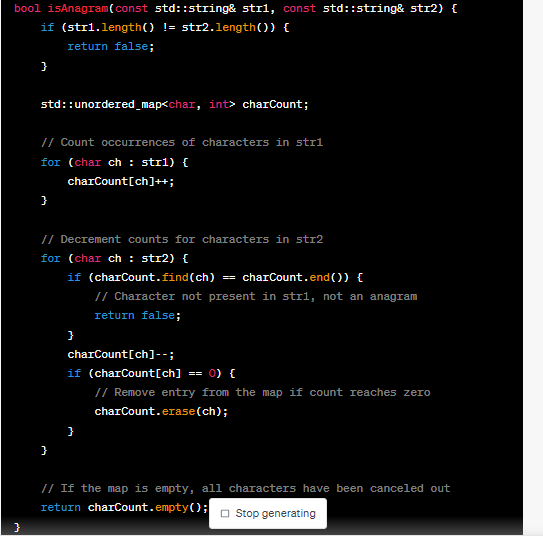 bool isAnagram(const std::string& str1, const std::string& str2) {
    if (str1.length() != str2.length()) {
        return false;
    }

    std::unordered_map<char, int> charCount;

    // Count occurrences of characters in str1
    for (char ch : str1) {
        charCount[ch]++;
    }

    // Decrement counts for characters in str2
    for (char ch : str2) {
        if (charCount.find(ch) == charCount.end()) {
            // Character not present in str1, not an anagram
            return false;
        }
        charCount[ch]--;
        if (charCount[ch] == 0) {
            // Remove entry from the map if count reaches zero
            charCount.erase(ch);
        }
    }

    // If the map is empty, all characters have been canceled out
    return charCount.empty();
Stop generating
}